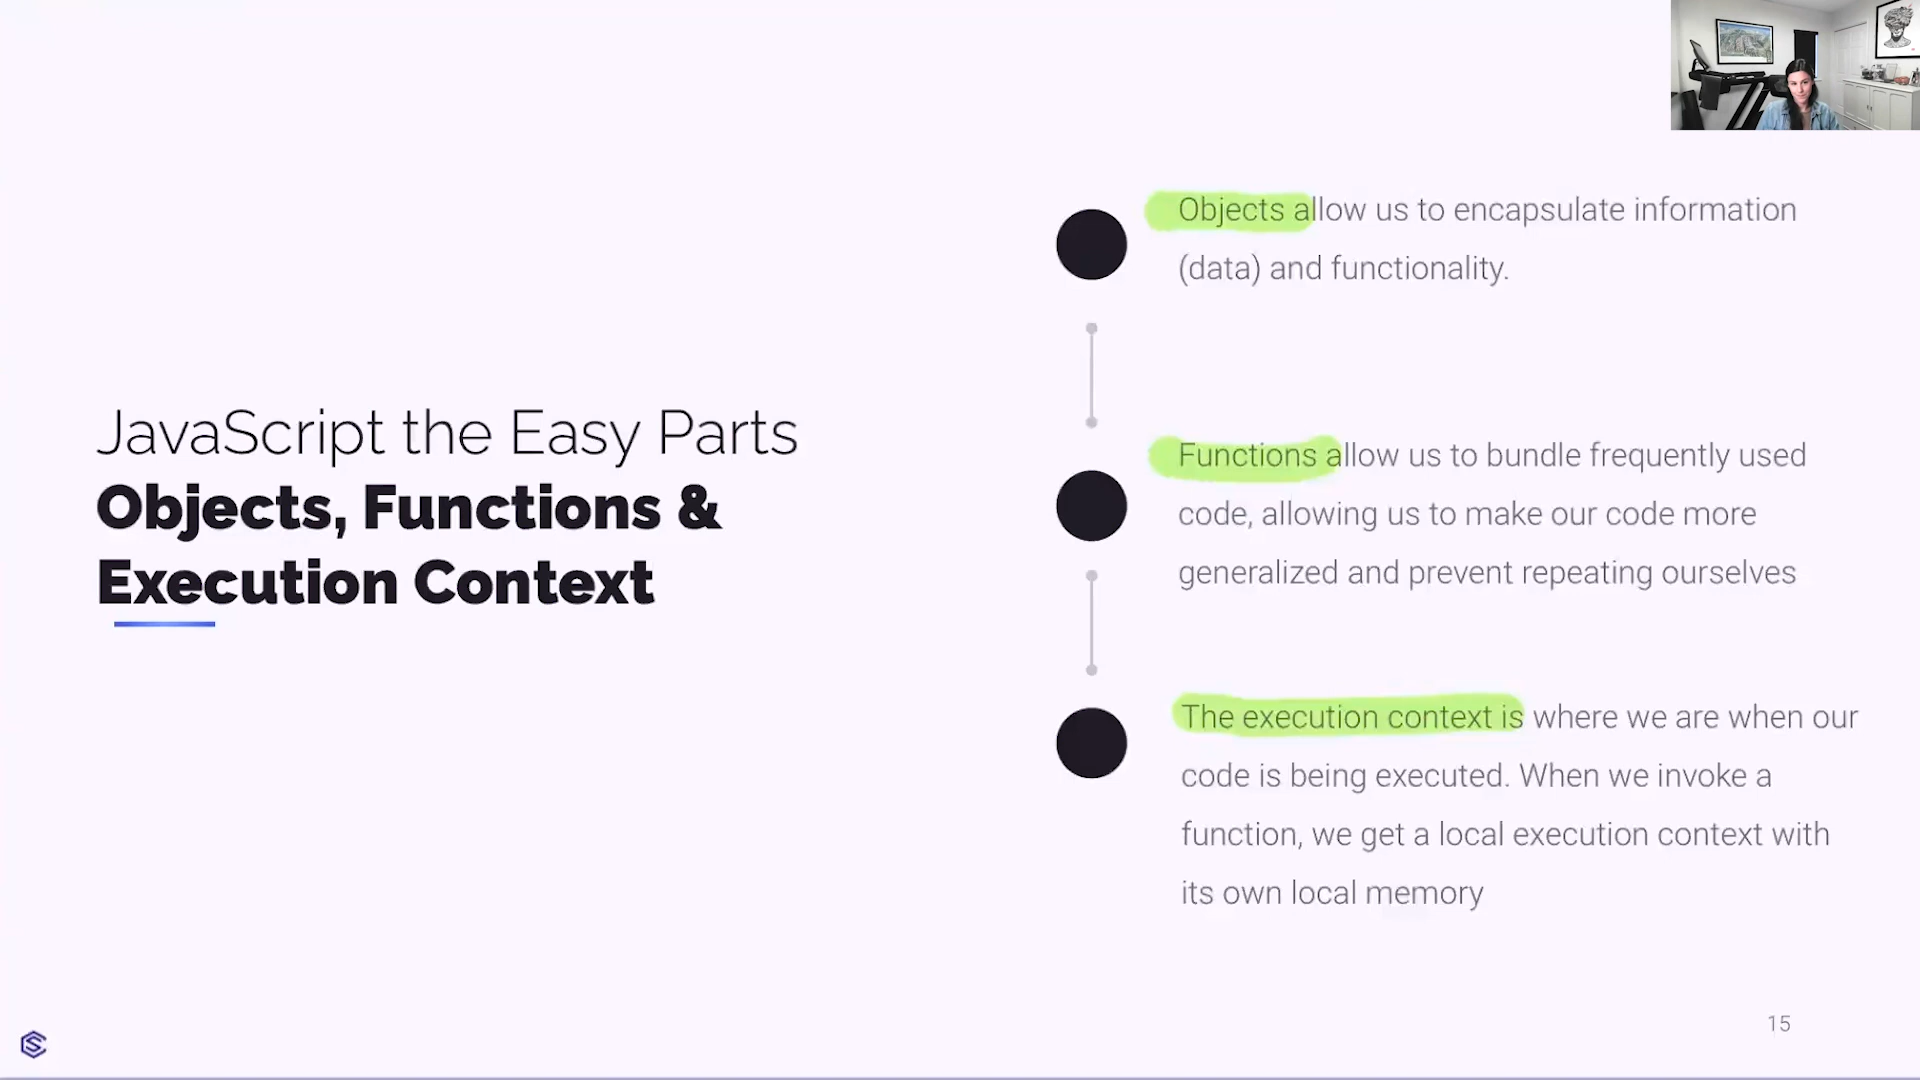 JavaScript the Easy Parts
Objects, Functions &
Execution Context
Objects allow us to encapsulate information
(data) and functionality.
Functions allow us to bundle frequently used
code, allowing us to make our code more
generalized and prevent repeating ourselves
The execution context is where we are when our
code is being executed. When we invoke a
function, we get a local execution context with
its own local memory
15